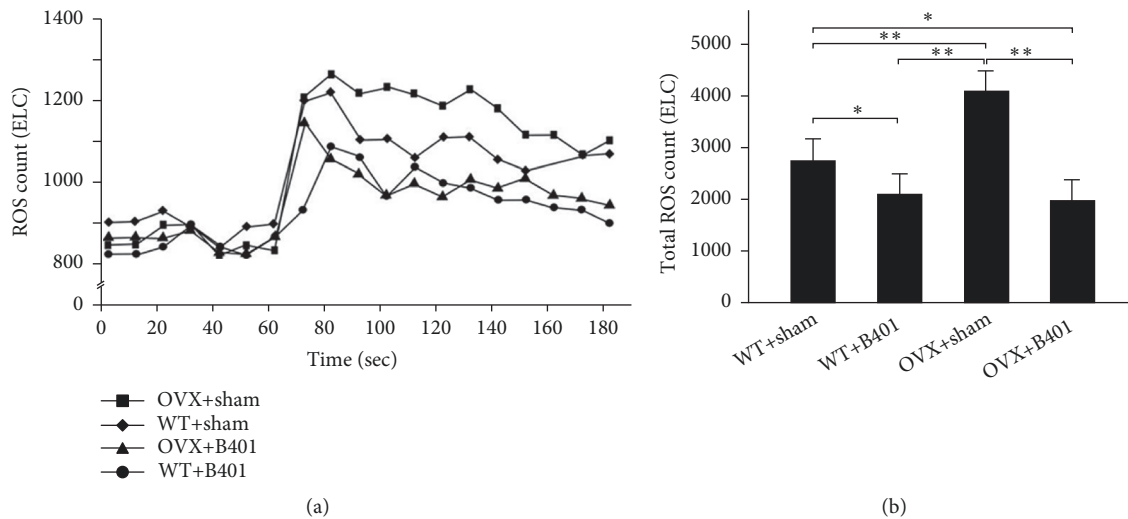 ROS count (ELC)
1400
1200
1000
800
0
0 20 40 60 80 100 120 140 160 180
Time (sec)
OVX+sham
WT+sham
OVX+B401
WT+B401
(a)
Total ROS count (ELC)
5000
4000
3000
2000
1000
0
*
**
** **
*
WT+sham WT+B401 OVX+sham OVX+B401
(b)